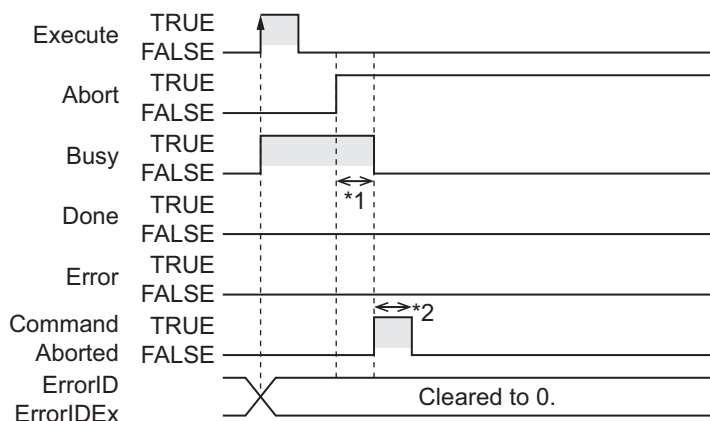 Execute TRUE
FALSE
Abort TRUE
FALSE
Busy TRUE
FALSE
*1
Done TRUE
FALSE
Error TRUE
FALSE
Command TRUE *2
Aborted FALSE
ErrorID
Cleared to 0.
ErrorIDEx